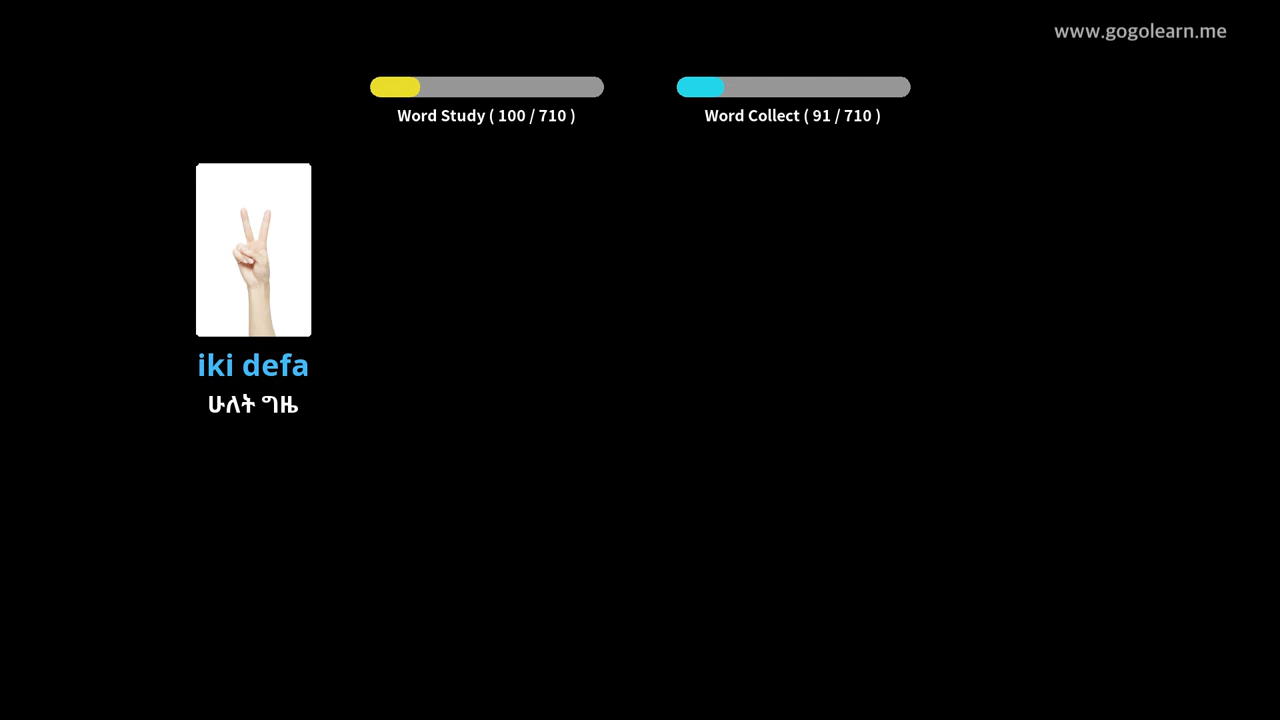 www.gogolearn.me
Word Study ( 100 / 710 )
Word Collect ( 91 / 710 )
iki defa
ሁለት ግዜ